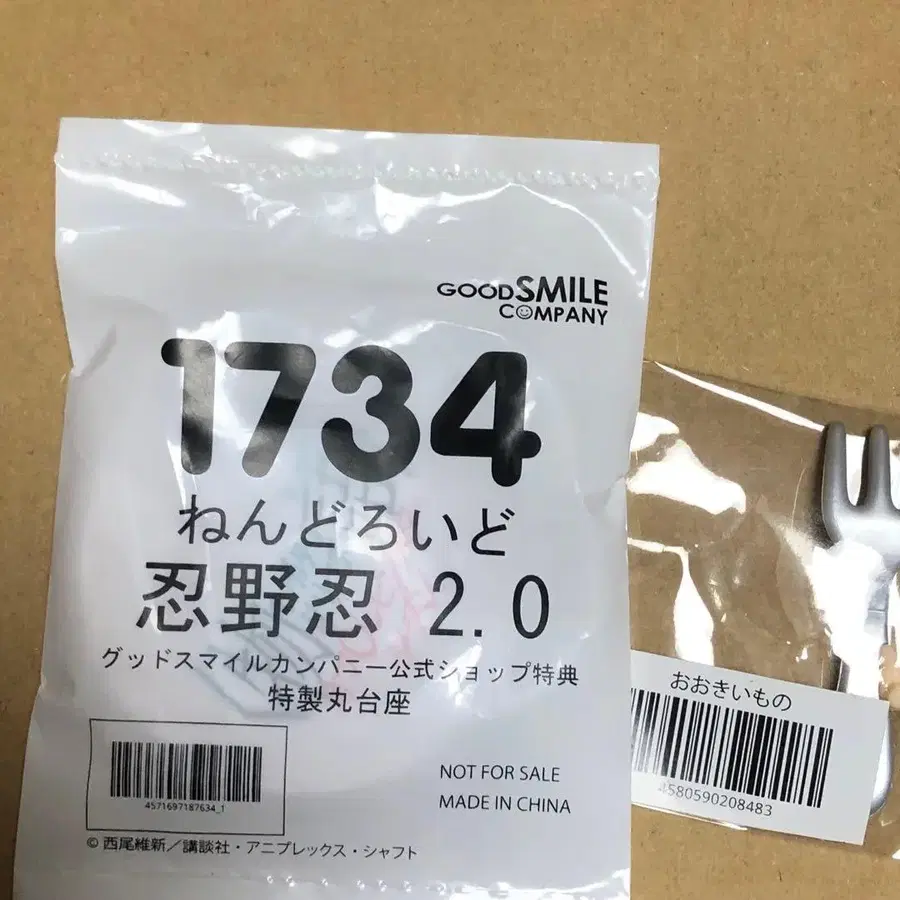 GOODSMILE
COMPANY
1734
ねんどろいど
忍野忍 2.0
グッドスマイルカンパニー公式ショップ特典
特製丸台座
4571697187634_1
NOT FOR SALE
MADE IN CHINA
© 西尾維新／講談社・アニプレックス・シャフト
おおきいもの
4580590208483